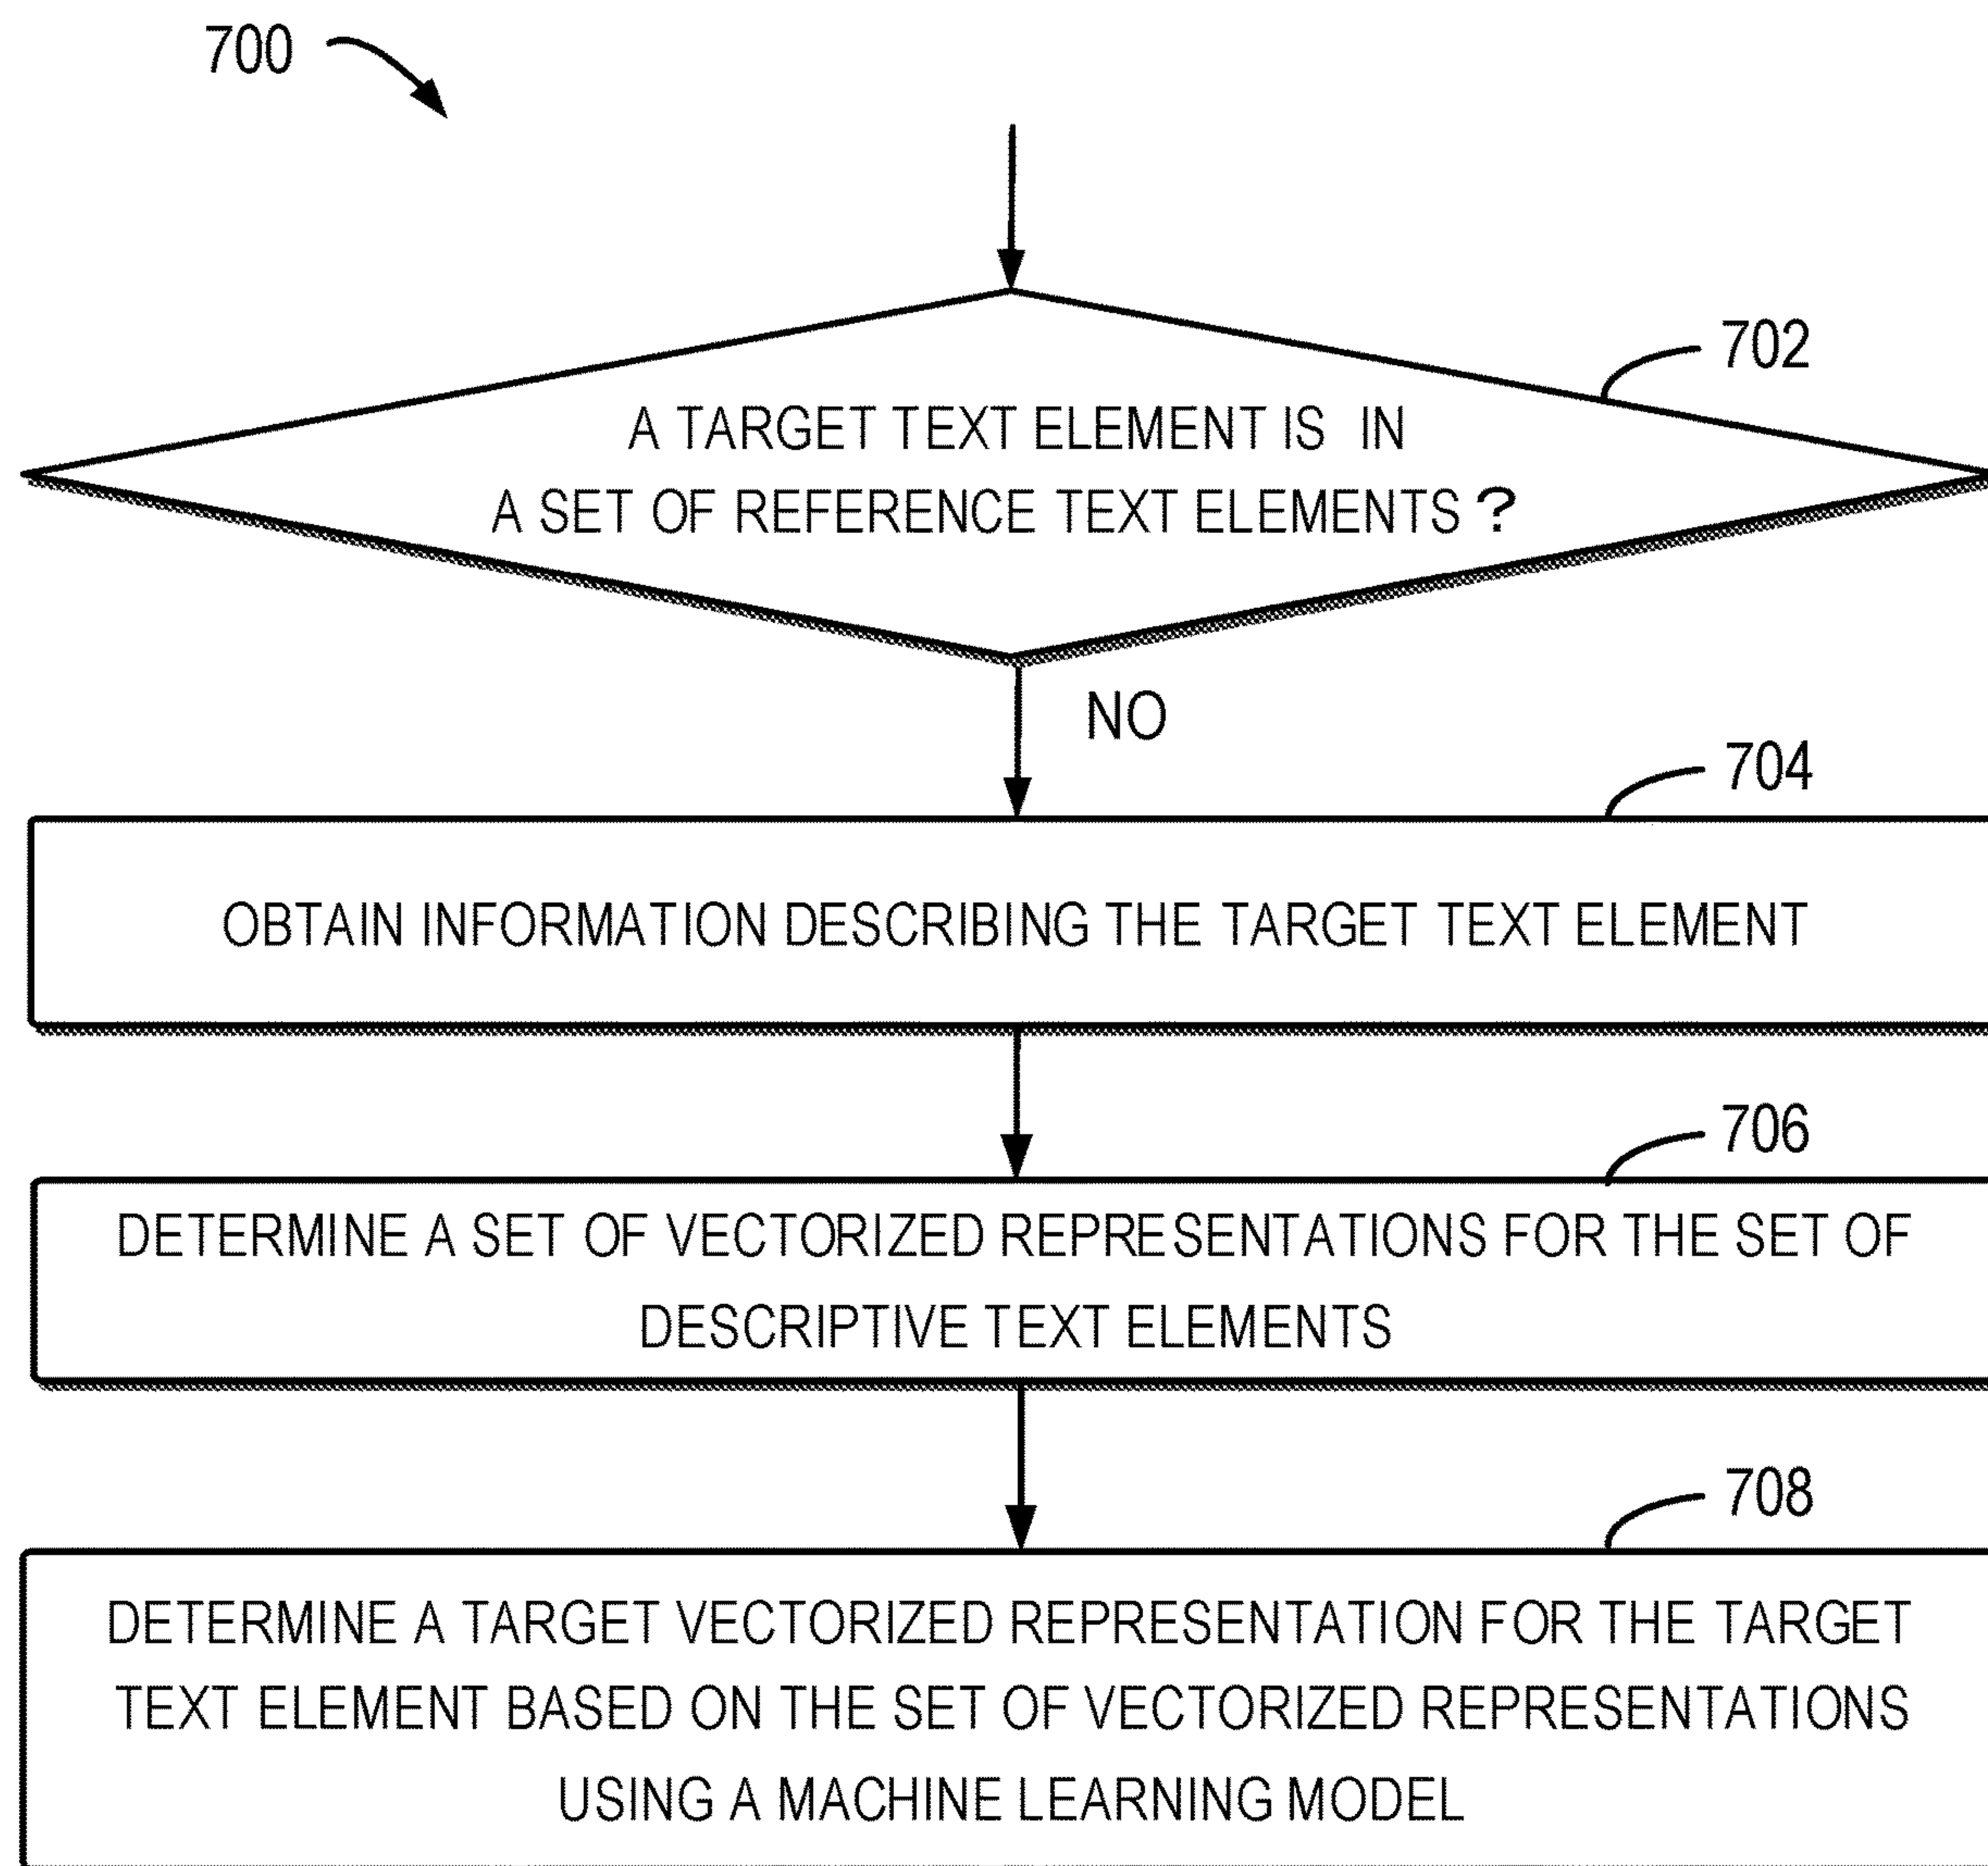 700
702
A TARGET TEXT ELEMENT IS IN
A SET OF REFERENCE TEXT ELEMENTS ?
NO
704
OBTAIN INFORMATION DESCRIBING THE TARGET TEXT ELEMENT
706
DETERMINE A SET OF VECTORIZED REPRESENTATIONS FOR THE SET OF
DESCRIPTIVE TEXT ELEMENTS
708
DETERMINE A TARGET VECTORIZED REPRESENTATION FOR THE TARGET
TEXT ELEMENT BASED ON THE SET OF VECTORIZED REPRESENTATIONS
USING A MACHINE LEARNING MODEL